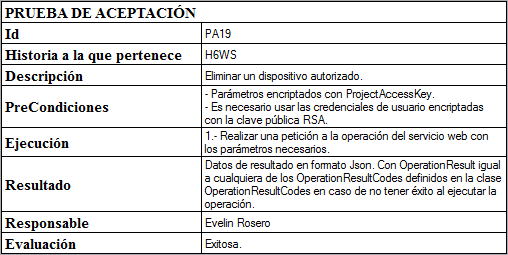 PRUEBA DE ACEPTACIÓN
Id PA19
Historia a la que pertenece H6WS
Descripción Eliminar un dispositivo autorizado.
PreCondiciones - Parámetros encriptados con ProjectAccessKey.
- Es necesario usar las credenciales de usuario encriptadas
con la clave pública RSA.
Ejecución 1.- Realizar una petición a la operación del servicio web con
los parámetros necesarios.
Resultado Datos de resultado en formato Json. Con OperationResult igual
a cualquiera de los OperationResultCodes definidos en la clase
OperationResultCodes en caso de no tener éxito al ejecutar la
operación.
Responsable Evelin Rosero
Evaluación Exitosa.